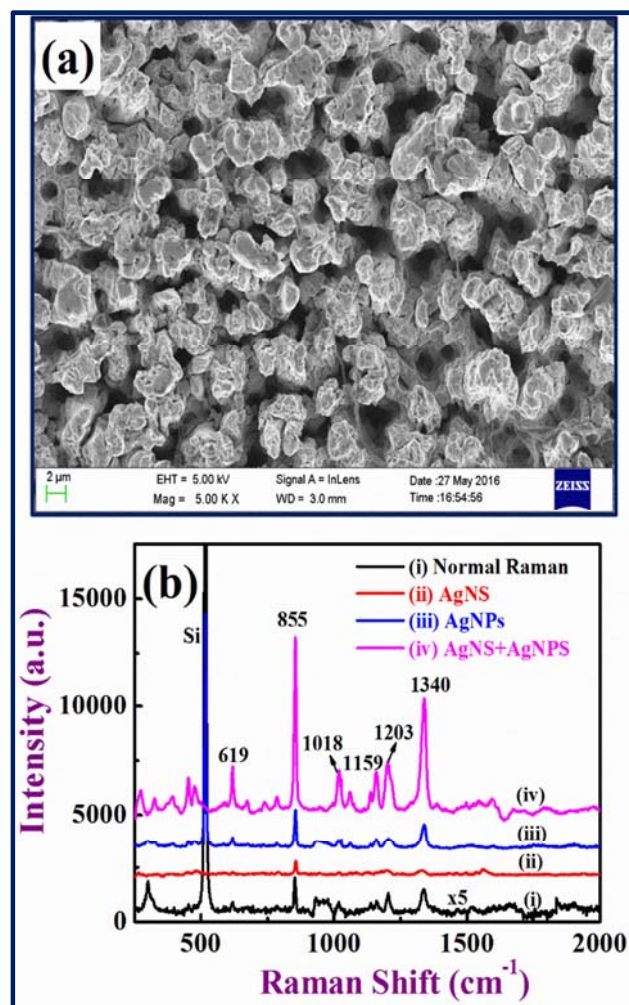 (a)
2 µm
EHT = 5.00 kV Signal A = InLens Date :27 May 2016
Mag = 5.00 K X WD = 3.0 mm Time :16:54:56
ZEISS
(b)
(i) Normal Raman
(ii) AgNS
(iii) AgNPs
(iv) AgNS+AgNPS
Si
855
1340
619
1018
1159
1203
(iv)
(iii)
(ii)
(i)
x5
15000
10000
5000
0
500 1000 1500 2000
Intensity (a.u.)
Raman Shift (cm⁻¹)